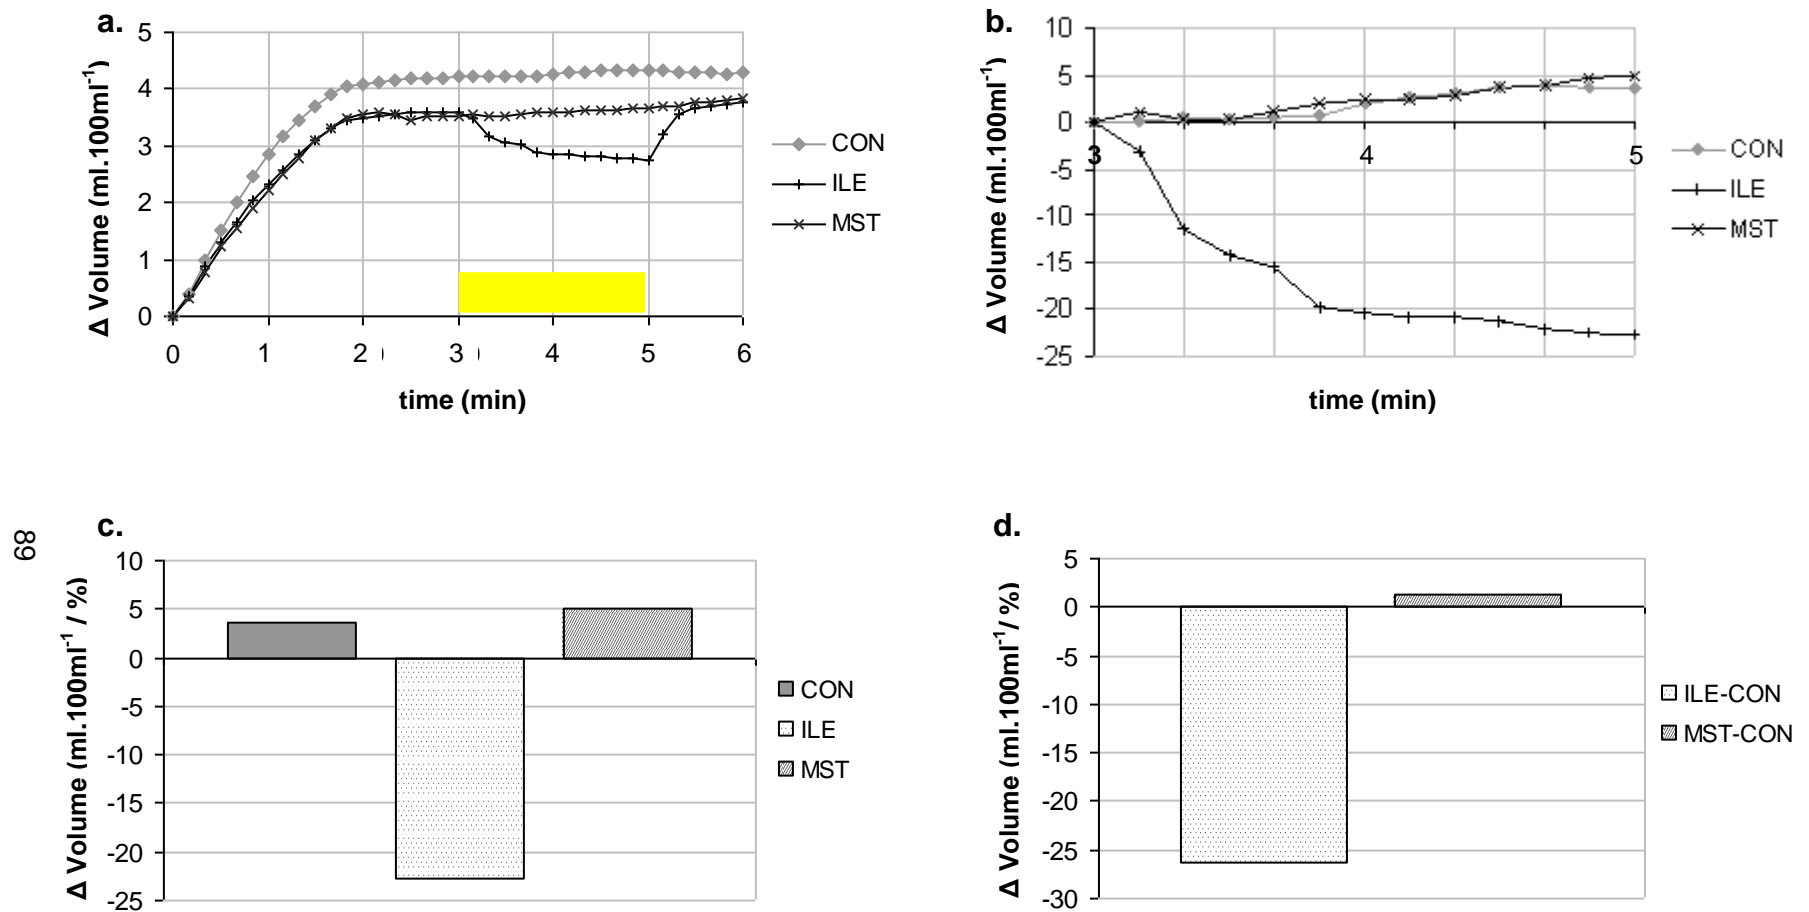 a.
Δ Volume (ml.100ml-1)
5
4
3
2
1
0
0 1 2 ) 3 ) 4 5 6
time (min)
CON
ILE
MST
b.
Δ Volume (ml.100ml-1)
10
5
0
-5
-10
-15
-20
-25
3 4 5
time (min)
CON
ILE
MST
68
c.
Δ Volume (ml.100ml-1 / %)
10
5
0
-5
-10
-15
-20
-25
CON
ILE
MST
d.
Δ Volume (ml.100ml-1/ %)
5
0
-5
-10
-15
-20
-25
-30
ILE-CON
MST-CON